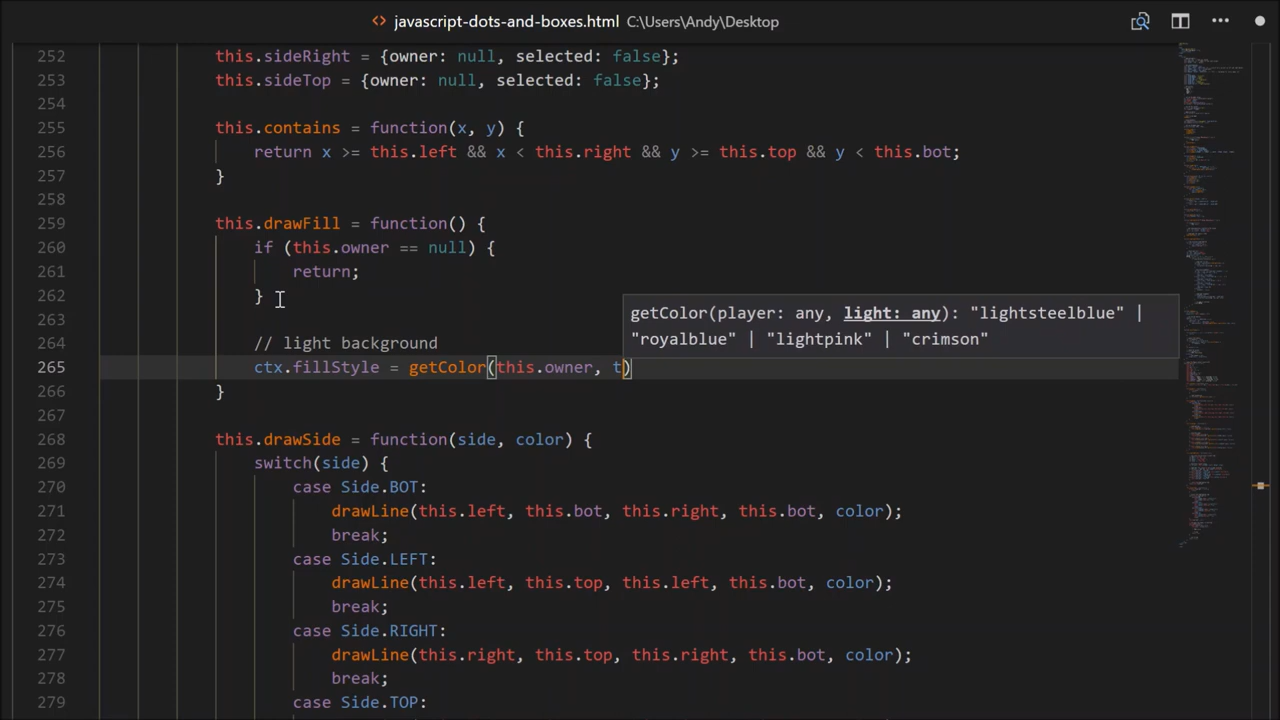 javascript-dots-and-boxes.html C:\Users\Andy\Desktop
252 this.sideRight = {owner: null, selected: false};
253 this.sideTop = {owner: null, selected: false};
254
255 this.contains = function(x, y) {
256 return x >= this.left && x < this.right && y >= this.top && y < this.bot;
257 }
258
259 this.drawFill = function() {
260 if (this.owner == null) {
261 return;
262 }
263
getColor(player: any, light: any): "lightsteelblue" |
"royalblue" | "lightpink" | "crimson"
264 // light background
265 ctx.fillStyle = getColor(this.owner, t)
266 }
267
268 this.drawSide = function(side, color) {
269 switch(side) {
270 case Side.BOT:
271 drawLine(this.left, this.bot, this.right, this.bot, color);
272 break;
273 case Side.LEFT:
274 drawLine(this.left, this.top, this.left, this.bot, color);
275 break;
276 case Side.RIGHT:
277 drawLine(this.right, this.top, this.right, this.bot, color);
278 break;
279 case Side.TOP: